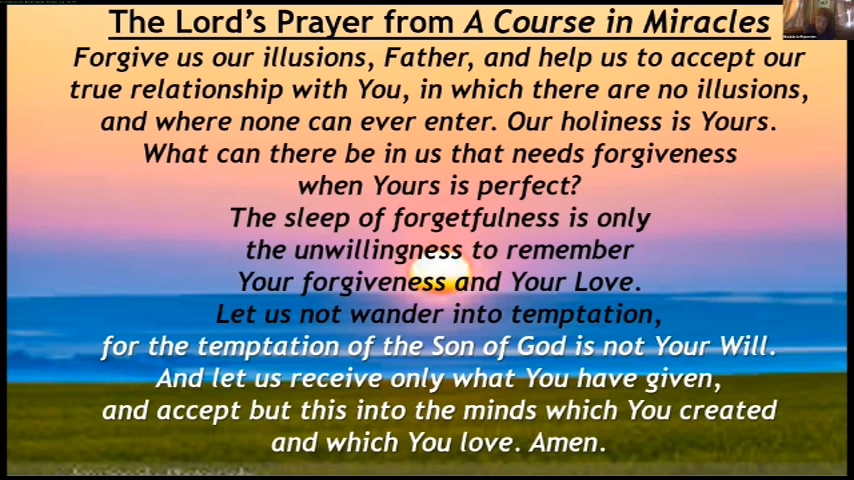 The Lord's Prayer from A Course in Miracles
Forgive us our illusions, Father, and help us to accept our
true relationship with You, in which there are no illusions,
and where none can ever enter. Our holiness is Yours.
What can there be in us that needs forgiveness
when Yours is perfect?
The sleep of forgetfulness is only
the unwillingness to remember
Your forgiveness and Your Love.
Let us not wander into temptation,
for the temptation of the Son of God is not Your Will.
And let us receive only what You have given,
and accept but this into the minds which You created
and which You love. Amen.